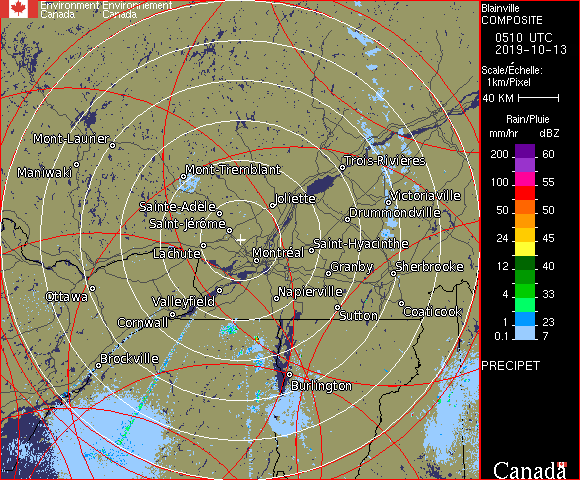 Environment Environnement
Canada Canada
Blainville
COMPOSITE
0510 UTC
2019-10-13
Scale/Échelle:
1km/Pixel
40 KM
Rain/Pluie
mm/hr dBZ
200 60
100 55
50 50
24 45
12 40
4 33
1 23
0.1 7
PRECIPET
Mont-Laurier
Maniwaki
Mont-Tremblant
Trois-Rivières
Joliette
Victoriaville
Sainte-Adèle
Drummondville
Saint-Jérôme
Saint-Hyacinthe
Lachute
Montréal
Granby
Sherbrooke
Ottawa
Valleyfield
Napierville
Cornwall
Sutton
Coaticook
Brockville
Burlington
Canada